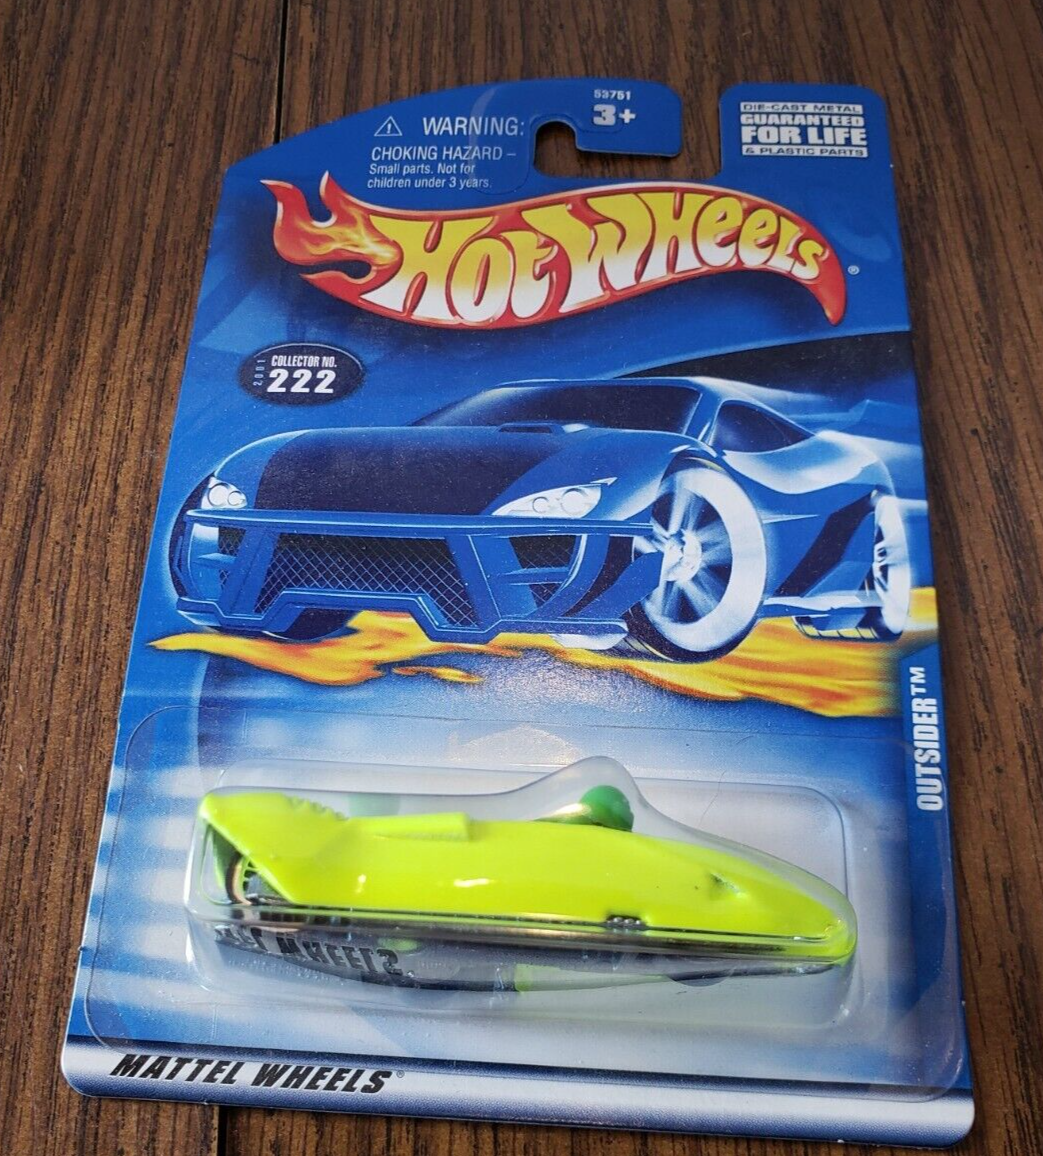 53751
3+
⚠ WARNING:
CHOKING HAZARD –
Small parts. Not for
children under 3 years.
DIE-CAST METAL
GUARANTEED
FOR LIFE
& PLASTIC PARTS
HOT WHEELS®
2001
COLLECTOR NO.
222
OUTSIDER™
MATTEL WHEELS®